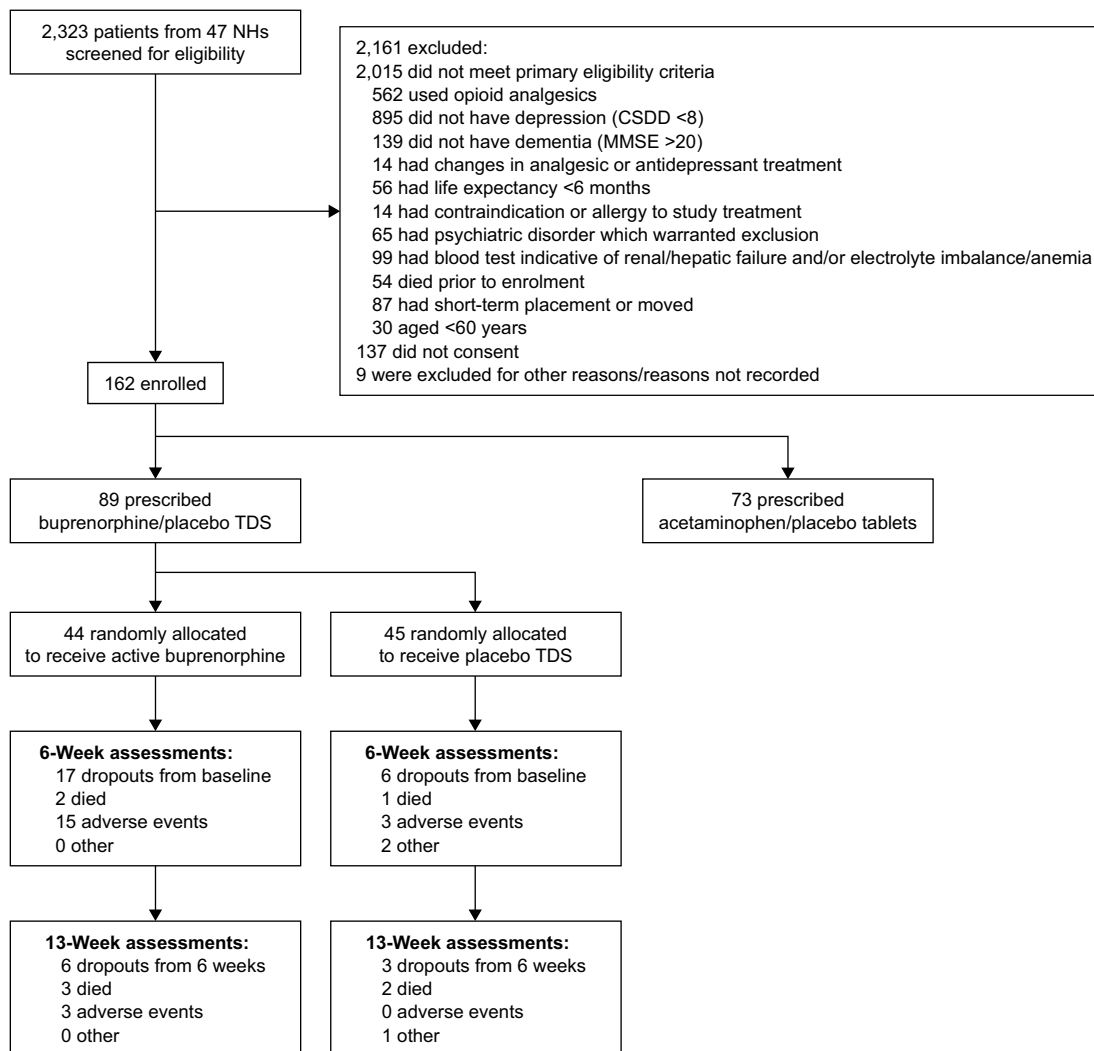 2,323 patients from 47 NHs
screened for eligibility
2,161 excluded:
2,015 did not meet primary eligibility criteria
562 used opioid analgesics
895 did not have depression (CSDD <8)
139 did not have dementia (MMSE >20)
14 had changes in analgesic or antidepressant treatment
56 had life expectancy <6 months
14 had contraindication or allergy to study treatment
65 had psychiatric disorder which warranted exclusion
99 had blood test indicative of renal/hepatic failure and/or electrolyte imbalance/anemia
54 died prior to enrolment
87 had short-term placement or moved
30 aged <60 years
137 did not consent
9 were excluded for other reasons/reasons not recorded
162 enrolled
89 prescribed
buprenorphine/placebo TDS
73 prescribed
acetaminophen/placebo tablets
44 randomly allocated
to receive active buprenorphine
45 randomly allocated
to receive placebo TDS
6-Week assessments:
17 dropouts from baseline
2 died
15 adverse events
0 other
6-Week assessments:
6 dropouts from baseline
1 died
3 adverse events
2 other
13-Week assessments:
6 dropouts from 6 weeks
3 died
3 adverse events
0 other
13-Week assessments:
3 dropouts from 6 weeks
2 died
0 adverse events
1 other